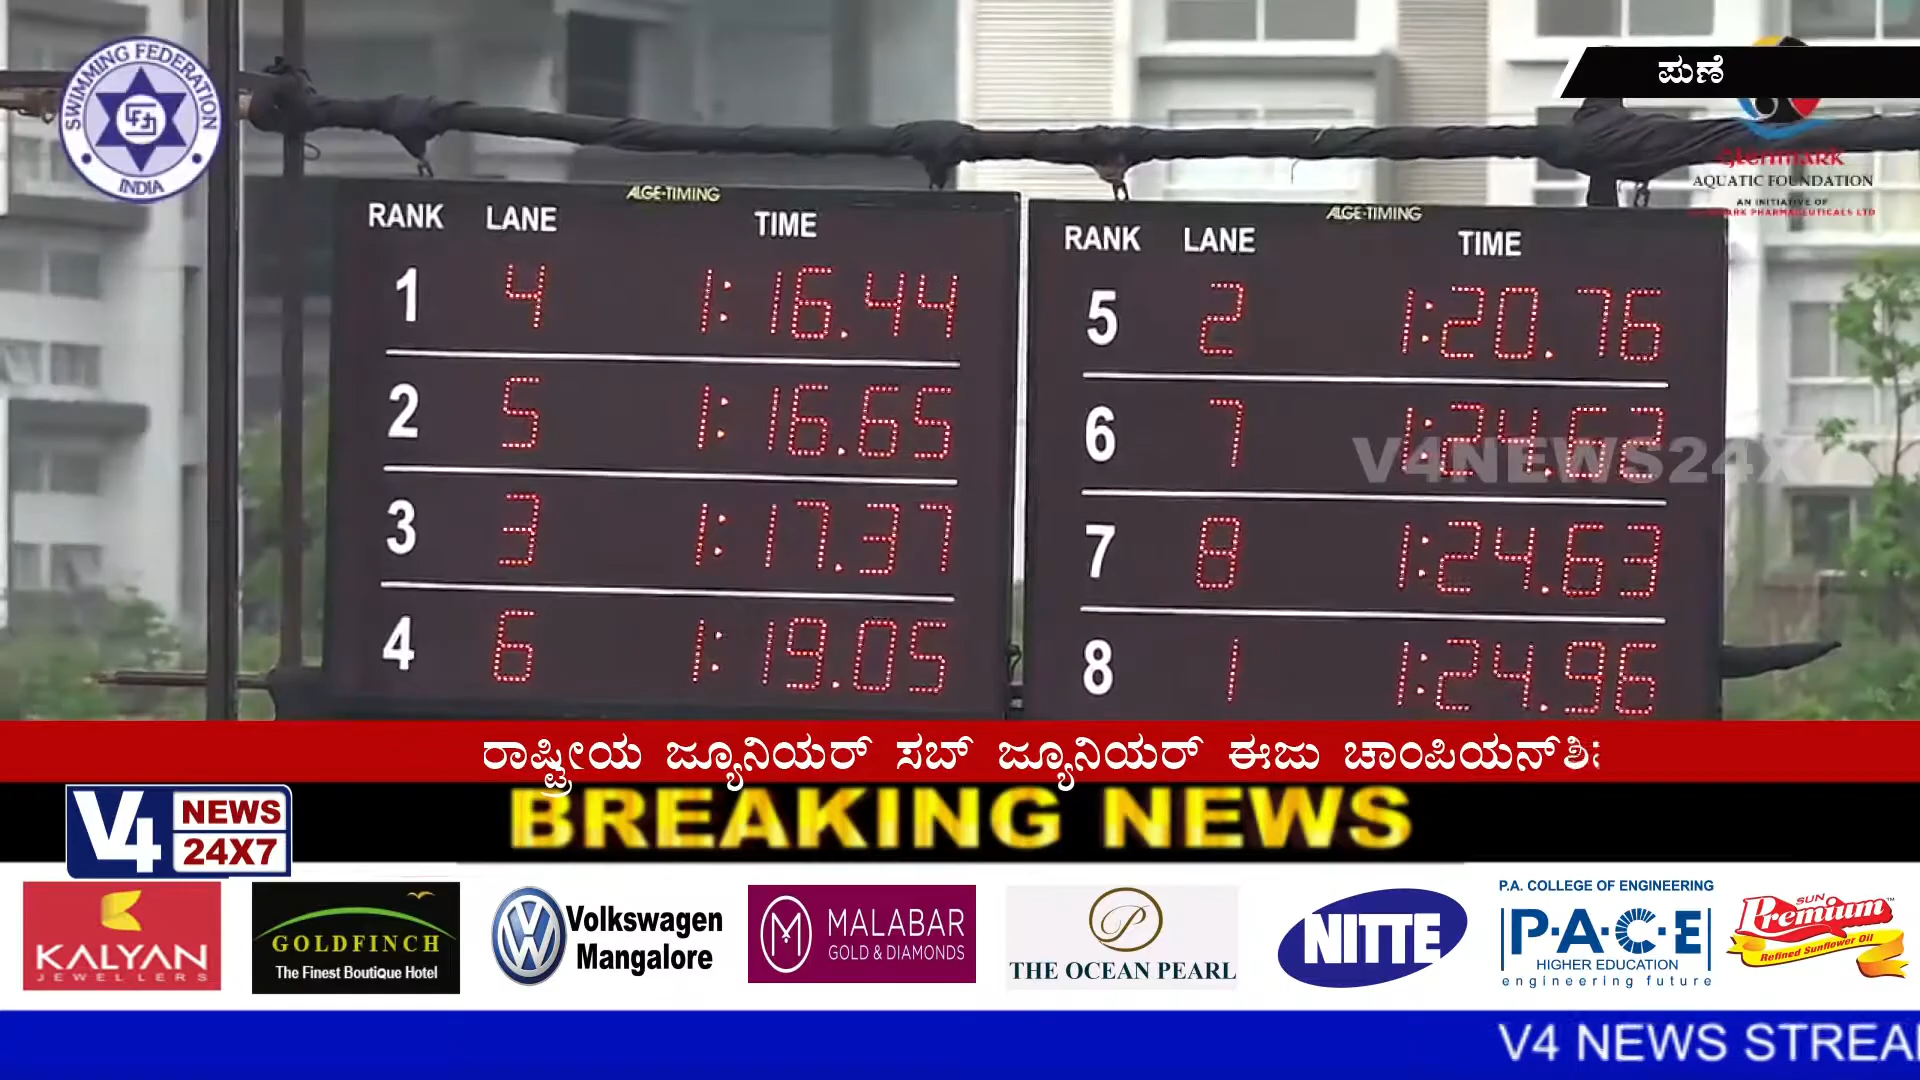 SWIMMING FEDERATION
INDIA
ಪುಣೆ
AQUATIC FOUNDATION
AN INITIATIVE OF
PHARMACEUTICALS LTD
ALGE-TIMING
RANK LANE TIME
1 4 1:16.44
2 5 1:16.65
3 3 1:17.37
4 6 1:19.05
ALGE-TIMING
RANK LANE TIME
5 2 1:20.76
6 7 1:24.62
7 8 1:24.63
8 1 1:24.96
V4NEWS24X
ರಾಷ್ಟ್ರೀಯ ಜ್ಯೂನಿಯರ್ ಸಬ್ ಜ್ಯೂನಿಯರ್ ಈಜು
BREAKING NEWS
V4 NEWS 24X7
KALYAN
JEWELLERS
GOLDFINCH
The Finest Boutique Hotel
Volkswagen
Mangalore
MALABAR
GOLD & DIAMONDS
THE OCEAN PEARL
NITTE
P.A. COLLEGE OF ENGINEERING
P·A·C·E
HIGHER EDUCATION
engineering future
SUN
Premium
Refined Sunflower Oil
V4 NEWS